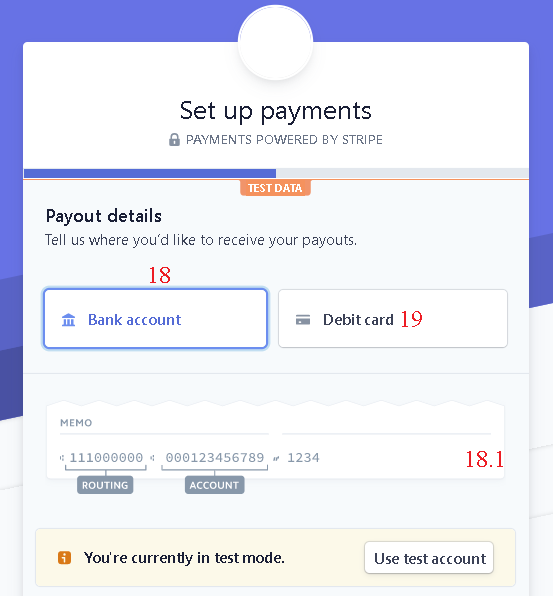 Set up payments
PAYMENTS POWERED BY STRIPE
TEST DATA
Payout details
Tell us where you'd like to receive your payouts.
18
Bank account
Debit card 19
MEMO
⑆ 111000000 ⑆ 000123456789 ⑈ 1234
18.1
ROUTING ACCOUNT
You're currently in test mode.
Use test account